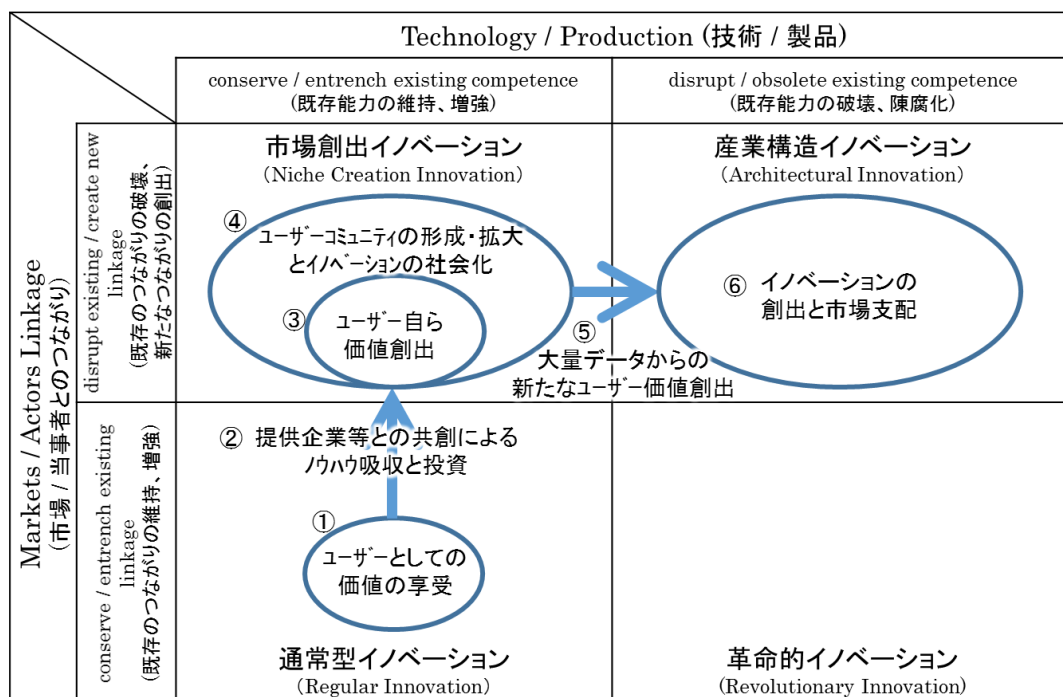 Technology / Production (技術 / 製品)
conserve / entrench existing competence
(既存能力の維持、増強)
disrupt / obsolete existing competence
(既存能力の破壊、陳腐化)
Markets / Actors Linkage
(市場 / 当事者とのつながり)
disrupt existing / create new
linkage
(既存のつながりの破壊、
新たなつながりの創出)
市場創出イノベーション
(Niche Creation Innovation)
④
ユーザーコミュニティの形成・拡大
とイノベーションの社会化
③
ユーザー自ら
価値創出
⑤
大量データからの
新たなユーザー価値創出
産業構造イノベーション
(Architectural Innovation)
⑥ イノベーションの
創出と市場支配
conserve / entrench existing
linkage
(既存のつながりの維持、増強)
② 提供企業等との共創による
ノウハウ吸収と投資
①
ユーザーとしての
価値の享受
通常型イノベーション
(Regular Innovation)
革命的イノベーション
(Revolutionary Innovation)